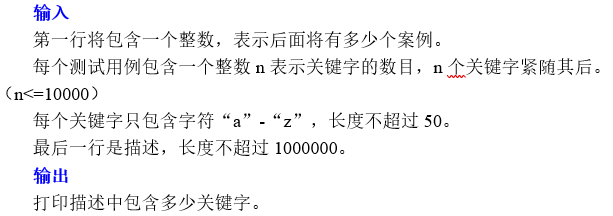 输入
第一行将包含一个整数，表示后面将有多少个案例。
每个测试用例包含一个整数 n 表示关键字的数目，n 个关键字紧随其后。
（n<=10000）
每个关键字只包含字符“a”-“z”，长度不超过 50。
最后一行是描述，长度不超过 1000000。
输出
打印描述中包含多少关键字。